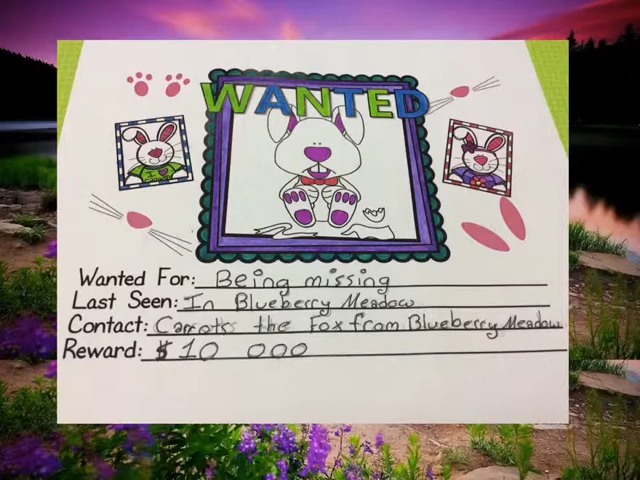 WANTED
Wanted For: Being missing
Last Seen: In Blueberry Meadow
Contact: Carrots the Fox from Blueberry Meadow
Reward: $10 000